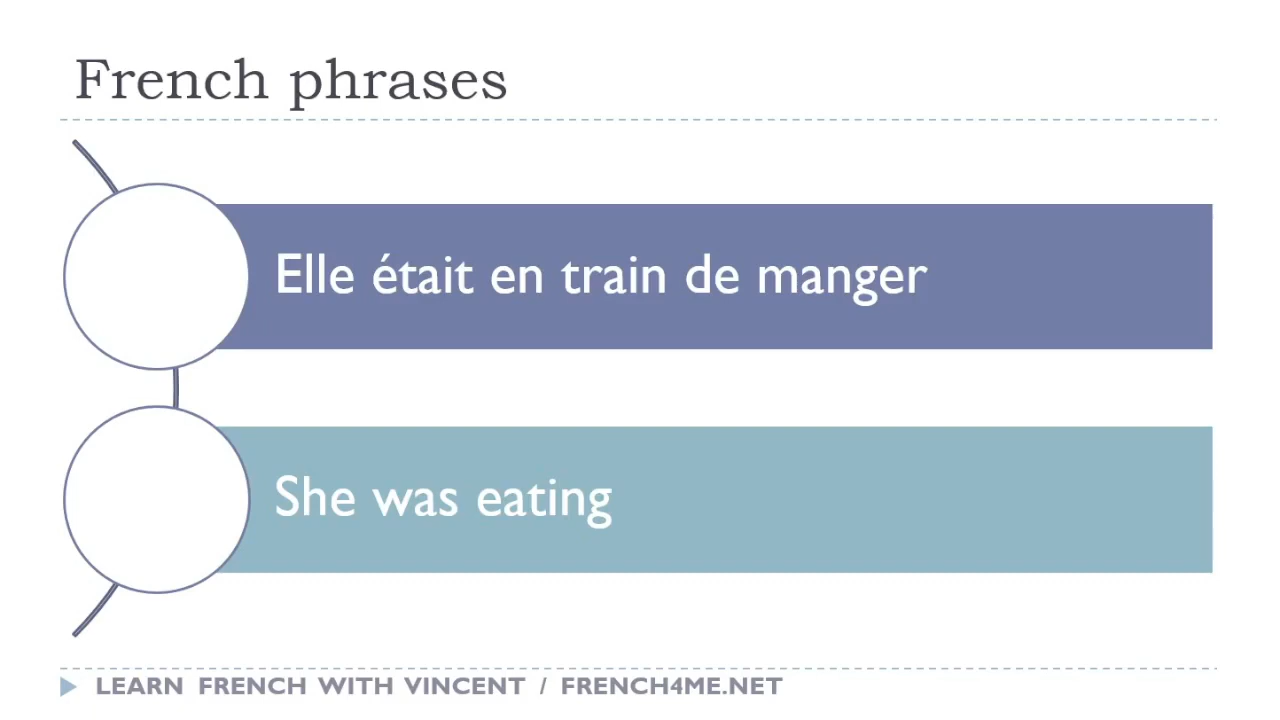 French phrases
Elle était en train de manger
She was eating
LEARN FRENCH WITH VINCENT / FRENCH4ME.NET